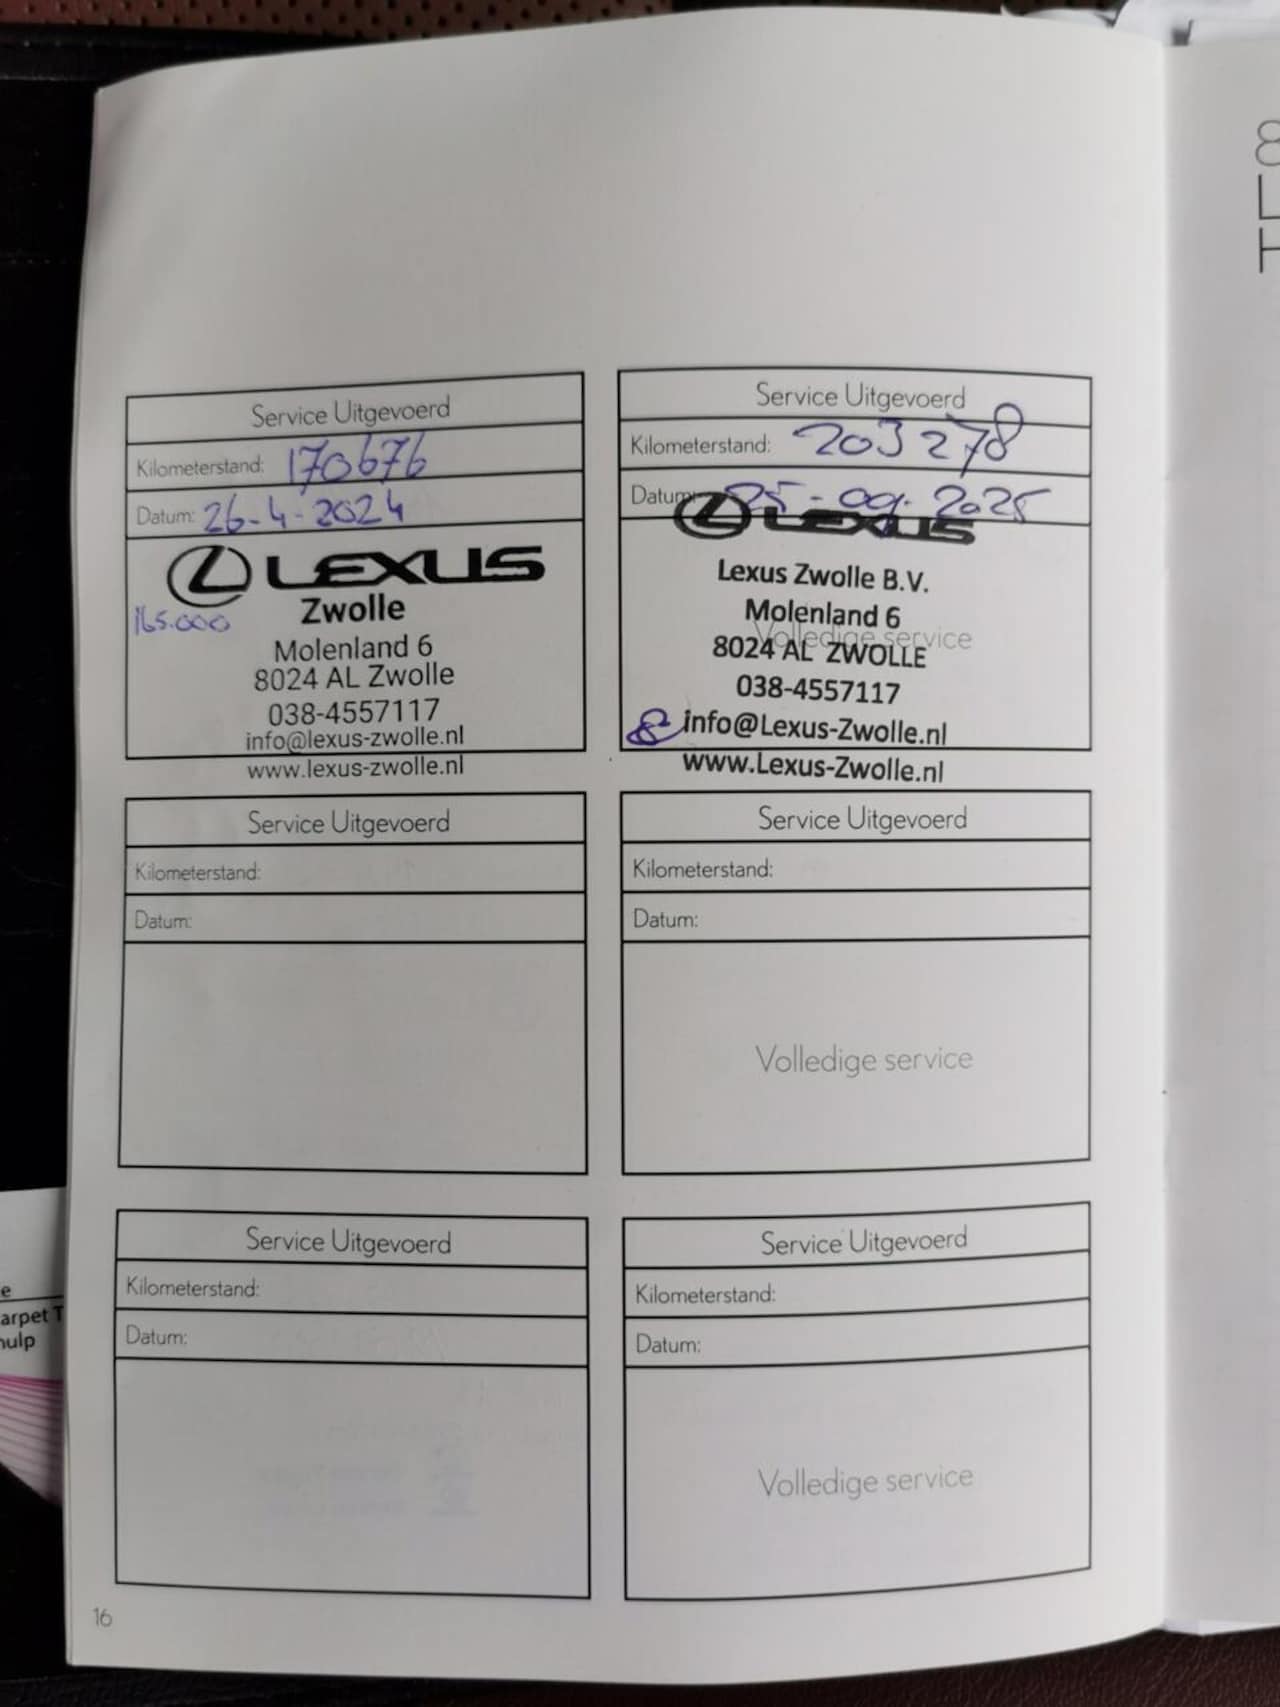 Service Uitgevoerd
Kilometerstand: 170676
Datum: 26-4-2024
LEXUS
165.000
Zwolle
Molenland 6
8024 AL Zwolle
038-4557117
info@lexus-zwolle.nl
www.lexus-zwolle.nl
Service Uitgevoerd
Kilometerstand: 203278
Datum: 25-09-2025
LEXUS
Lexus Zwolle B.V.
Molenland 6
Volledige service
8024 AL ZWOLLE
038-4557117
info@Lexus-Zwolle.nl
www.Lexus-Zwolle.nl
Service Uitgevoerd
Kilometerstand:
Datum:
Service Uitgevoerd
Kilometerstand:
Datum:
Volledige service
Service Uitgevoerd
Kilometerstand:
Datum:
Service Uitgevoerd
Kilometerstand:
Datum:
Volledige service
16